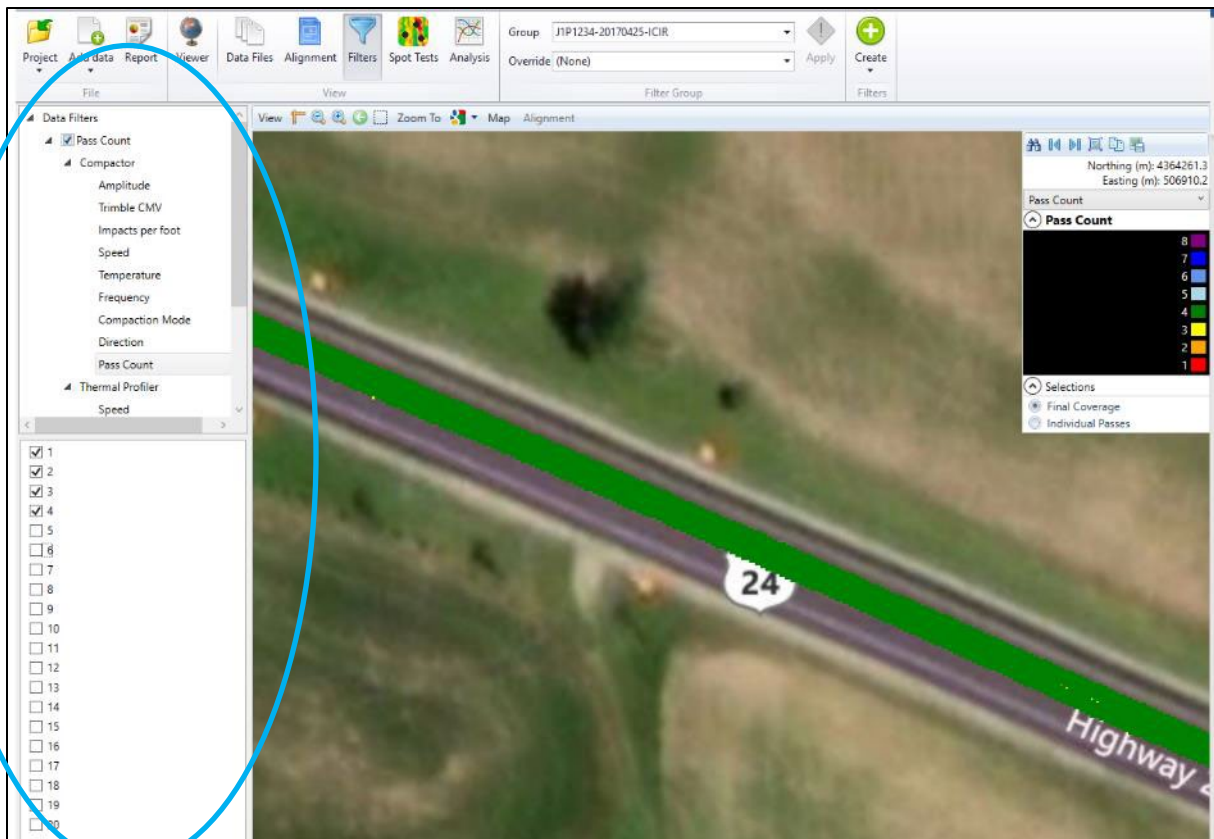 Project Add data Report Viewer Data Files Alignment Filters Spot Tests Analysis
Group J1P1234-20170425-ICIR
Override (None)
Apply Create
File View Filter Group Filters
View Zoom To Map Alignment
Data Filters
Pass Count
Compactor
Amplitude
Trimble CMV
Impacts per foot
Speed
Temperature
Frequency
Compaction Mode
Direction
Pass Count
Thermal Profiler
Speed
1
2
3
4
5
6
7
8
9
10
11
12
13
14
15
16
17
18
19
20
24
Highway
Northing (m): 4364261.3
Easting (m): 506910.2
Pass Count
Pass Count
8
7
6
5
4
3
2
1
Selections
Final Coverage
Individual Passes